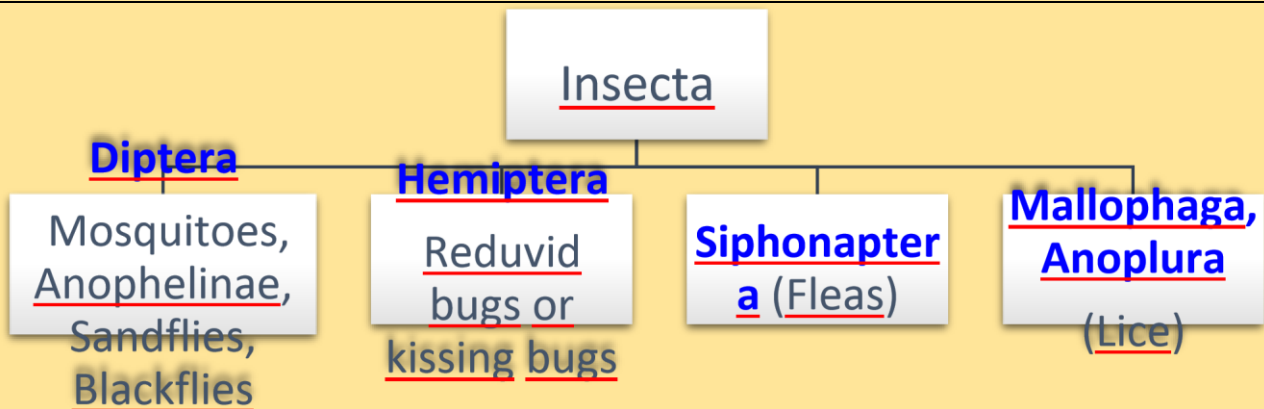 Insecta
Diptera
Mosquitoes,
Anophelinae,
Sandflies,
Blackflies
Hemiptera
Reduvid
bugs or
kissing bugs
Siphonapter
a (Fleas)
Mallophaga,
Anoplura
(Lice)